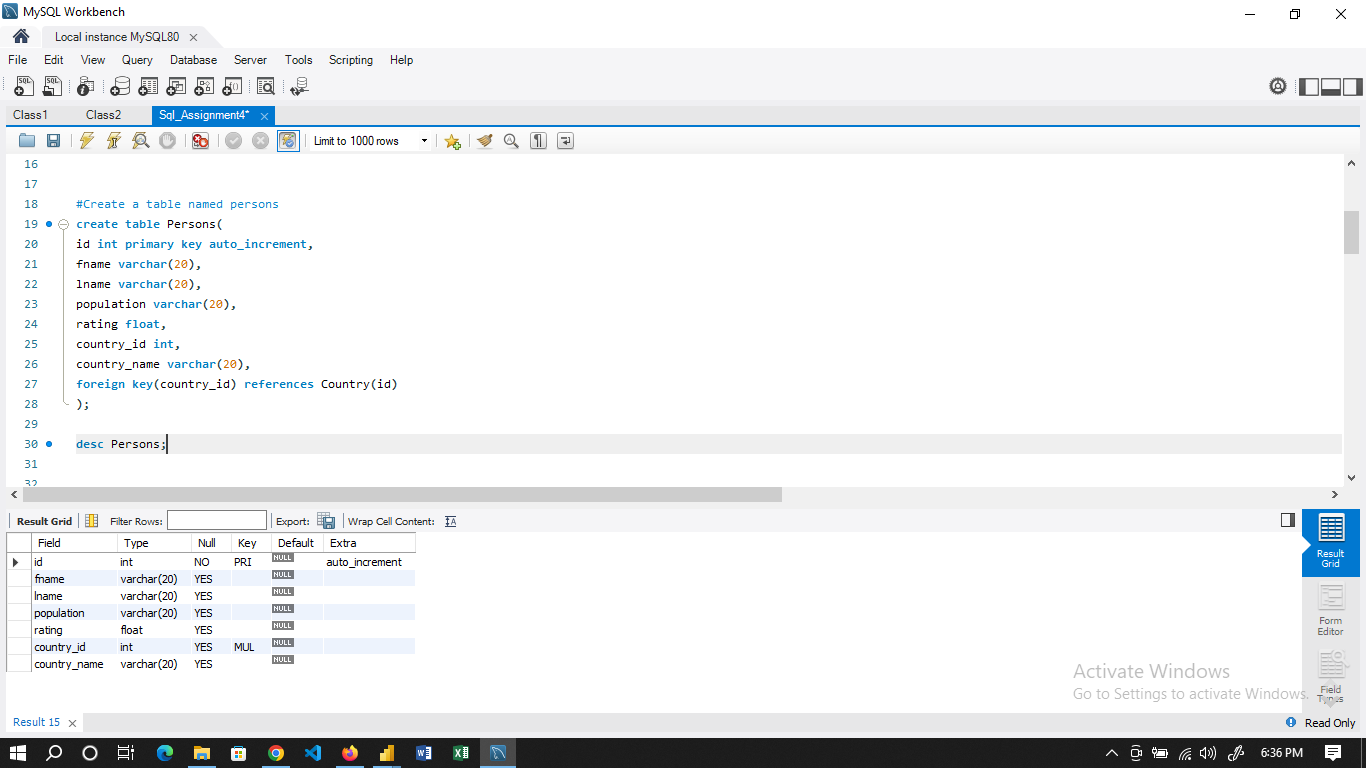 MySQL Workbench
Local instance MySQL80
File Edit View Query Database Server Tools Scripting Help
Class1 Class2 Sql_Assignment4*
Limit to 1000 rows
16
17
18 #Create a table named persons
19 create table Persons(
20 id int primary key auto_increment,
21 fname varchar(20),
22 lname varchar(20),
23 population varchar(20),
24 rating float,
25 country_id int,
26 country_name varchar(20),
27 foreign key(country_id) references Country(id)
28 );
29
30 desc Persons;
31
32
Result Grid Filter Rows: Export: Wrap Cell Content:
Field Type Null Key Default Extra
id int NO PRI NULL auto_increment
fname varchar(20) YES NULL
lname varchar(20) YES NULL
population varchar(20) YES NULL
rating float YES NULL
country_id int YES MUL NULL
country_name varchar(20) YES NULL
Result
Grid
Form
Editor
Field
Types
Activate Windows
Go to Settings to activate Windows.
Result 15
Read Only
6:36 PM